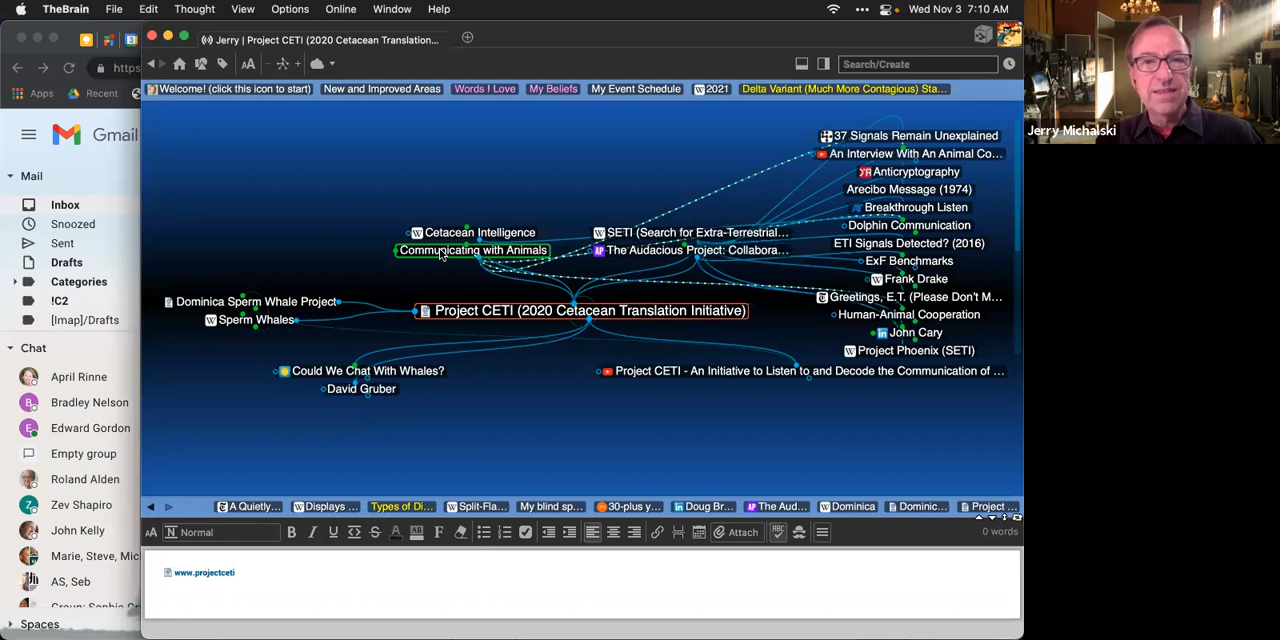 TheBrain File Edit Thought View Options Online Window Help Wed Nov 3 7:10 AM
Jerry | Project CETI (2020 Cetacean Translation...
https
Search/Create
Apps Recent
Welcome! (click this icon to start) New and Improved Areas Words I Love My Beliefs My Event Schedule 2021 Delta Variant (Much More Contagious) Sta...
Gmail
Mail
Inbox
Snoozed
Sent
Drafts
Categories
!C2
[Imap]/Drafts
Chat
April Rinne
Bradley Nelson
Edward Gordon
Empty group
Roland Alden
Zev Shapiro
John Kelly
Marie, Steve, Mic
AS, Seb
Group: Sophie Cr
Spaces
37 Signals Remain Unexplained
An Interview With An Animal Co...
Anticryptography
Arecibo Message (1974)
Breakthrough Listen
Dolphin Communication
Cetacean Intelligence
SETI (Search for Extra-Terrestrial...
ETI Signals Detected? (2016)
Communicating with Animals
The Audacious Project: Collabora...
ExF Benchmarks
Frank Drake
Greetings, E.T. (Please Don't M...
Dominica Sperm Whale Project
Project CETI (2020 Cetacean Translation Initiative)
Human-Animal Cooperation
Sperm Whales
John Cary
Project Phoenix (SETI)
Could We Chat With Whales?
Project CETI - An Initiative to Listen to and Decode the Communication of ...
David Gruber
A Quietly... Displays ... Types of Di... Split-Fla... My blind sp... 30-plus y... Doug Br... The Aud... Dominica Dominic... Project ...
Normal Attach 0 words
www.projectceti
Jerry Michalski